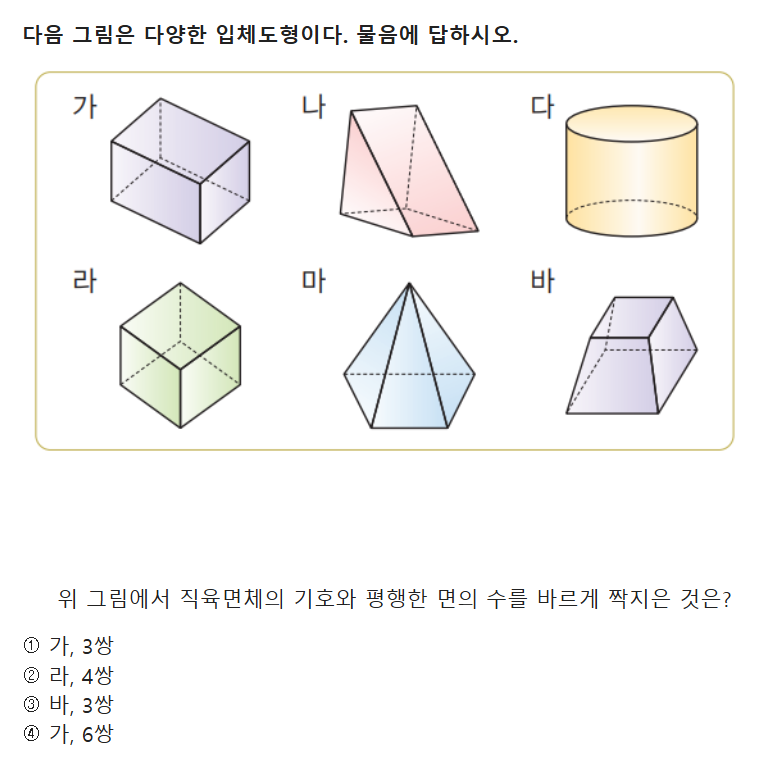 다음 그림은 다양한 입체도형이다. 물음에 답하시오.
가 나 다
라 마 바
위 그림에서 직육면체의 기호와 평행한 면의 수를 바르게 짝지은 것은?
① 가, 3쌍
② 라, 4쌍
③ 바, 3쌍
④ 가, 6쌍